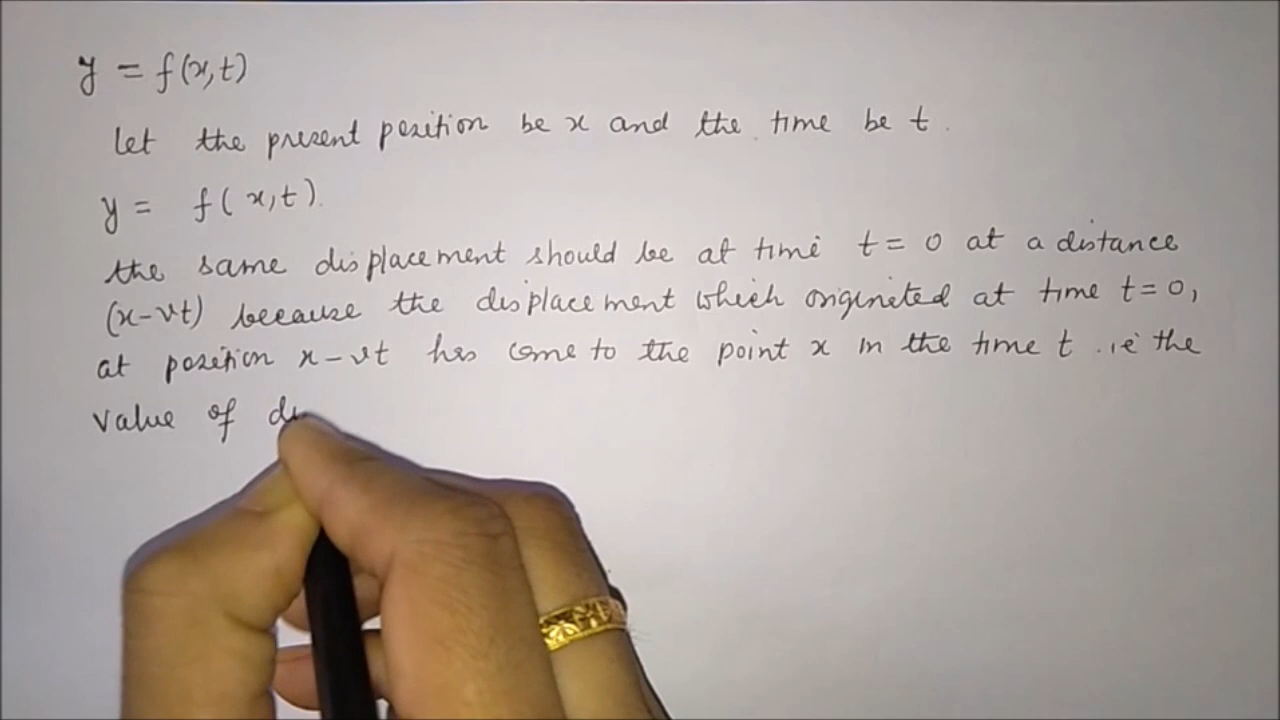 y = f(x,t)
let the present position be x and the time be t.
y = f(x,t).
the same displacement should be at time t = 0 at a distance
(x-vt) because the displacement which originated at time t=0,
at position x-vt has come to the point x in the time t .ie the
value of